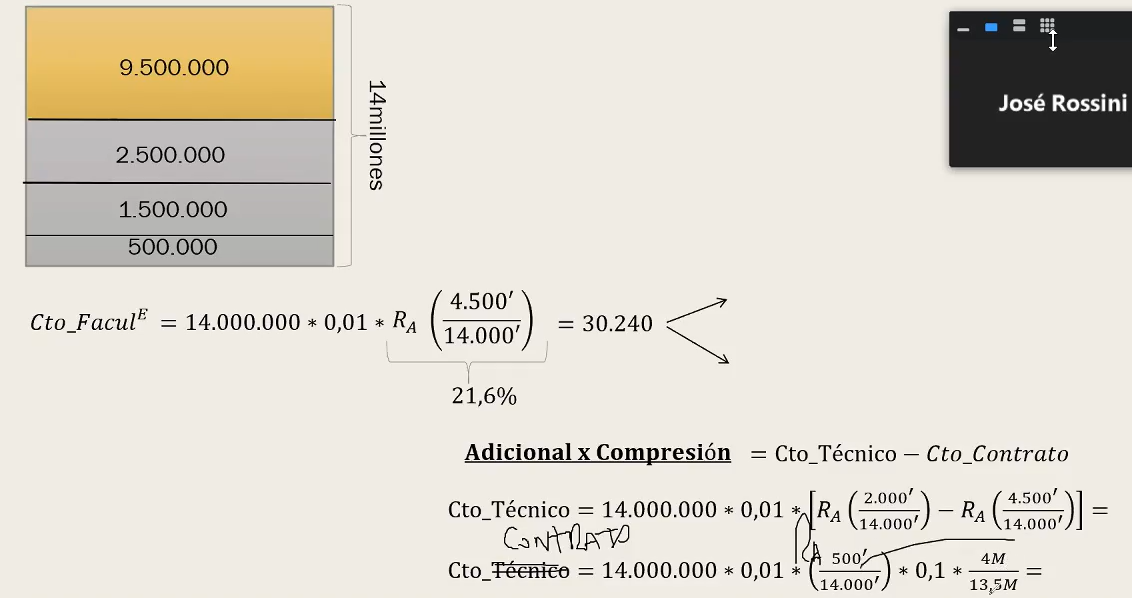 9.500.000
2.500.000
1.500.000
500.000
14millones
José Rossini
Cto_Facul^E = 14.000.000 * 0,01 * R_A (4.500′/14.000′) = 30.240
21,6%
Adicional x Compresión = Cto_Técnico − Cto_Contrato
Cto_Técnico = 14.000.000 * 0,01 * [R_A (2.000′/14.000′) − R_A (4.500′/14.000′)] =
CONTRATO
Cto_Técnico = 14.000.000 * 0,01 * RA (500′/14.000′) * 0,1 * 4M/13,5M =